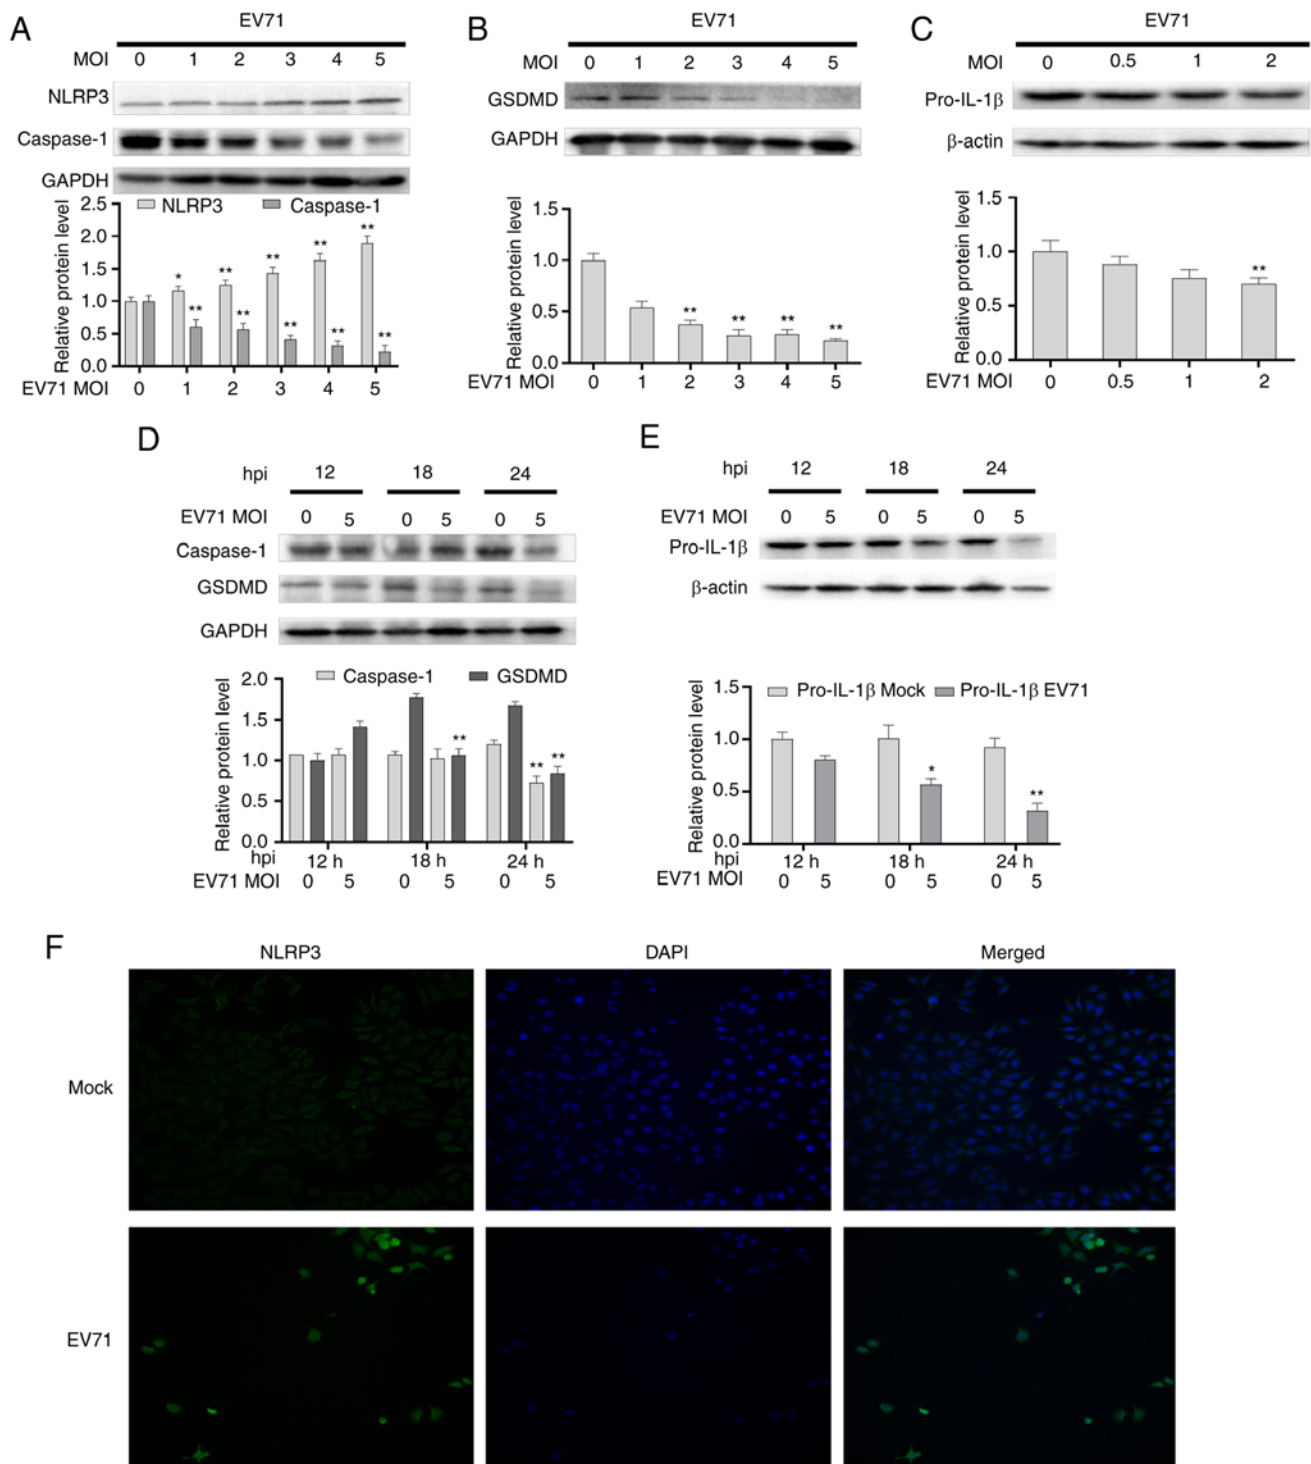 A
EV71
MOI 0 1 2 3 4 5
NLRP3
Caspase-1
GAPDH
NLRP3 Caspase-1
Relative protein level
2.5
2.0
1.5
1.0
0.5
0.0
* ** ** ** **
** ** ** ** **
EV71 MOI 0 1 2 3 4 5
B
EV71
MOI 0 1 2 3 4 5
GSDMD
GAPDH
Relative protein level
1.5
1.0
0.5
0.0
** ** ** **
EV71 MOI 0 1 2 3 4 5
C
EV71
MOI 0 0.5 1 2
Pro-IL-1β
β-actin
Relative protein level
1.5
1.0
0.5
0.0
**
EV71 MOI 0 0.5 1 2
D
hpi 12 18 24
EV71 MOI 0 5 0 5 0 5
Caspase-1
GSDMD
GAPDH
Caspase-1 GSDMD
Relative protein level
2.0
1.5
1.0
0.5
0.0
** ** **
hpi 12 h 18 h 24 h
EV71 MOI 0 5 0 5 0 5
E
hpi 12 18 24
EV71 MOI 0 5 0 5 0 5
Pro-IL-1β
β-actin
Pro-IL-1β Mock Pro-IL-1β EV71
Relative protein level
1.5
1.0
0.5
0.0
* **
hpi 12 h 18 h 24 h
EV71 MOI 0 5 0 5 0 5
F
NLRP3 DAPI Merged
Mock
EV71